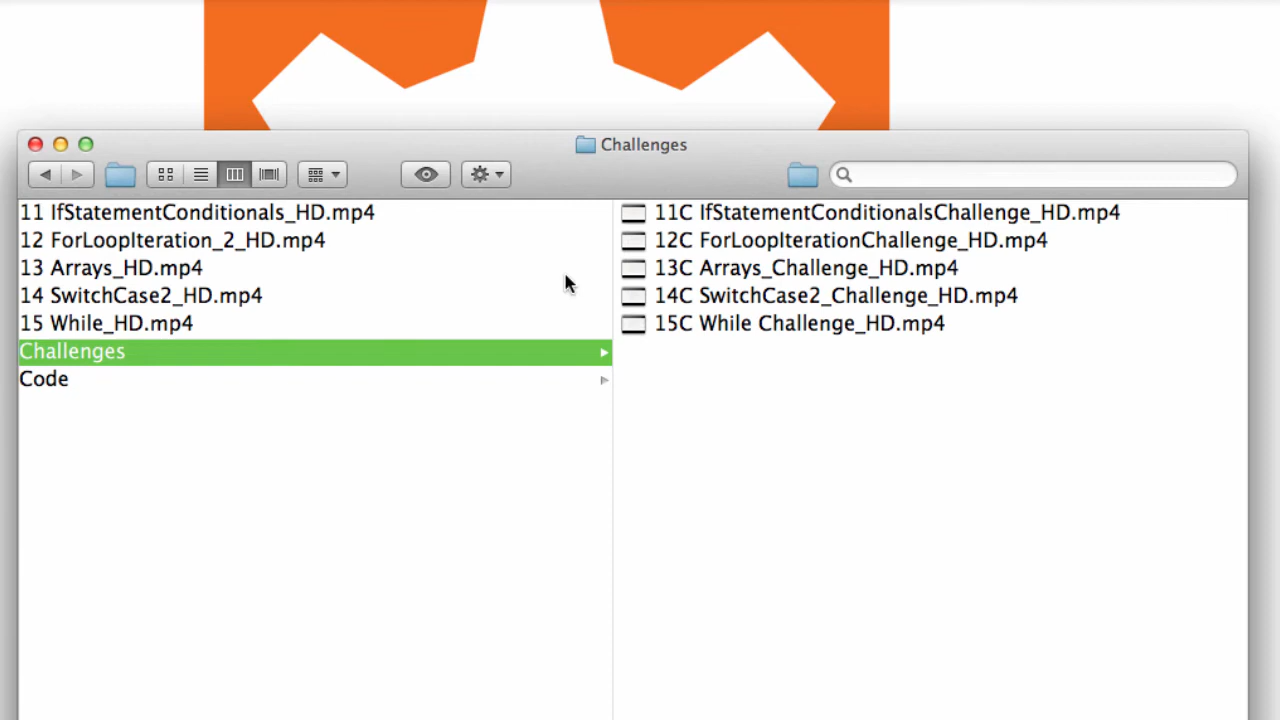 Challenges
11 IfStatementConditionals_HD.mp4
12 ForLoopIteration_2_HD.mp4
13 Arrays_HD.mp4
14 SwitchCase2_HD.mp4
15 While_HD.mp4
Challenges
Code
11C IfStatementConditionalsChallenge_HD.mp4
12C ForLoopIterationChallenge_HD.mp4
13C Arrays_Challenge_HD.mp4
14C SwitchCase2_Challenge_HD.mp4
15C While Challenge_HD.mp4